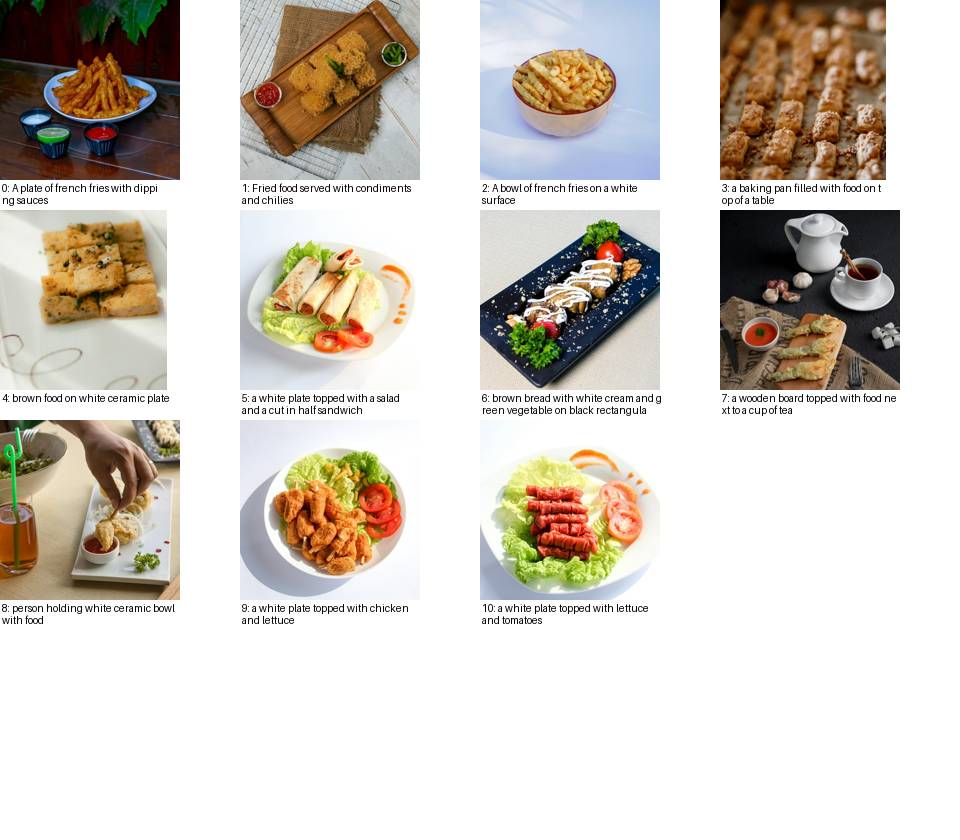 0: A plate of french fries with dippi
ng sauces
1: Fried food served with condiments
and chilies
2: A bowl of french fries on a white
surface
3: a baking pan filled with food on t
op of a table
4: brown food on white ceramic plate
5: a white plate topped with a salad
and a cut in half sandwich
6: brown bread with white cream and g
reen vegetable on black rectangula
7: a wooden board topped with food ne
xt to a cup of tea
8: person holding white ceramic bowl
with food
9: a white plate topped with chicken
and lettuce
10: a white plate topped with lettuce
and tomatoes